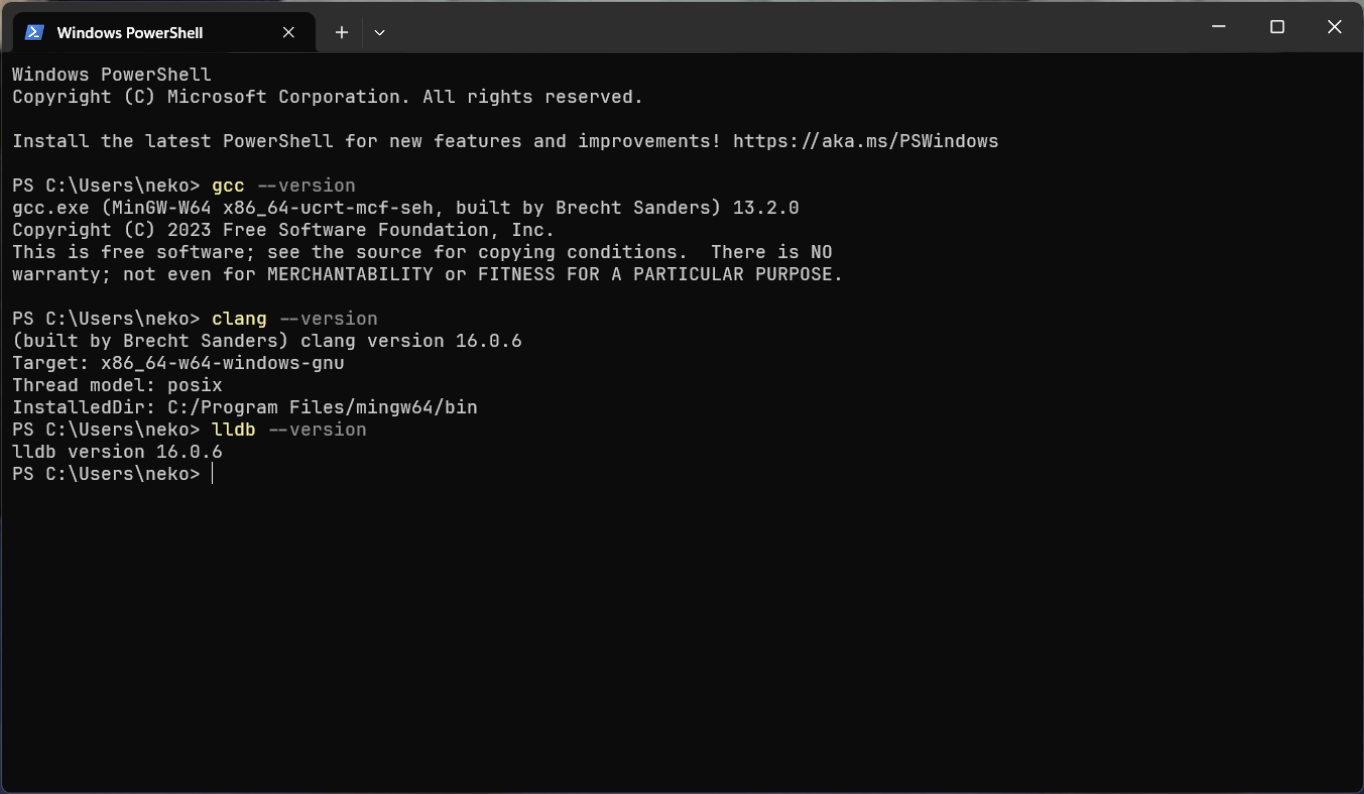 Windows PowerShell
Windows PowerShell
Copyright (C) Microsoft Corporation. All rights reserved.
Install the latest PowerShell for new features and improvements! https://aka.ms/PSWindows
PS C:\Users\neko> gcc --version
gcc.exe (MinGW-W64 x86_64-ucrt-mcf-seh, built by Brecht Sanders) 13.2.0
Copyright (C) 2023 Free Software Foundation, Inc.
This is free software; see the source for copying conditions.  There is NO
warranty; not even for MERCHANTABILITY or FITNESS FOR A PARTICULAR PURPOSE.
PS C:\Users\neko> clang --version
(built by Brecht Sanders) clang version 16.0.6
Target: x86_64-w64-windows-gnu
Thread model: posix
InstalledDir: C:/Program Files/mingw64/bin
PS C:\Users\neko> lldb --version
lldb version 16.0.6
PS C:\Users\neko>